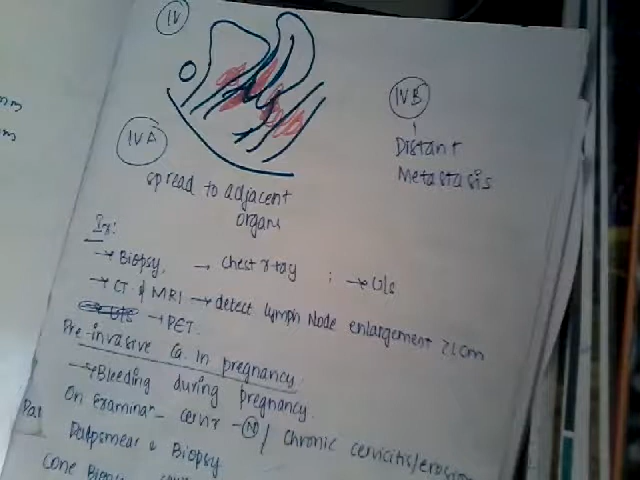 IV
IVB
Distant
Metastasis
IVA
spread to adjacent
organs
Ix:
→ Biopsy, → chest x-ray ; → U/s
→ CT & MRI → detect lymph Node enlargement >1cm
→ PET.
Pre-invasive Ca. In pregnancy
→ Bleeding during pregnancy.
On Examinan- cervix - N / chronic cervicitis/erosion
Papsmear & Biopsy
Cone Biopsy